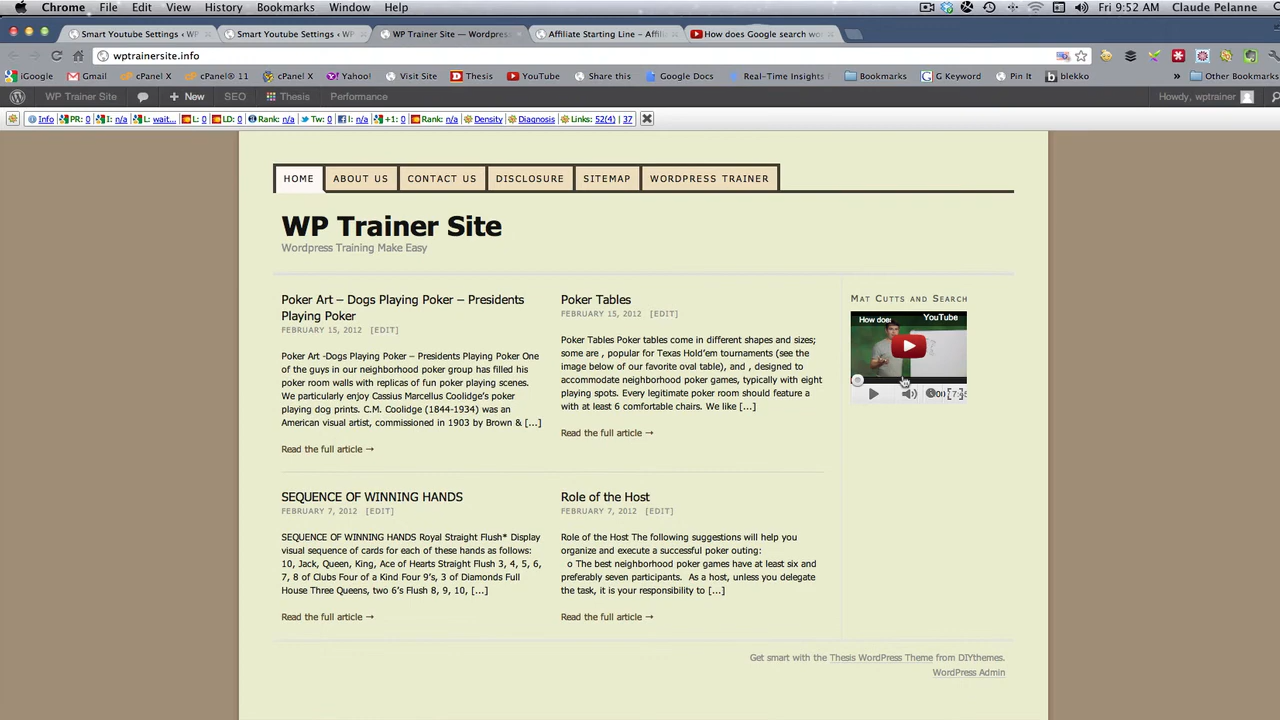 Chrome File Edit View History Bookmarks Window Help Fri 9:52 AM Claude Pelanne
Smart Youtube Settings ‹ WP Smart Youtube Settings ‹ WP WP Trainer Site — Wordpress Affiliate Starting Line – Affili How does Google search wo
wptrainersite.info
Google Gmail cPanel X cPanel® 11 cPanel X Yahoo! Visit Site Thesis YouTube Share this Google Docs Real-Time Insights Bookmarks G Keyword Pin It blekko » Other Bookmarks
WP Trainer Site + New SEO Thesis Performance Howdy, wptrainer
Info PR: 0 I: n/a L: wait... L: 0 LD: 0 Rank: n/a Tw: 0 I: n/a +1: 0 Rank: n/a Density Diagnosis Links: 52(4) | 37
HOME ABOUT US CONTACT US DISCLOSURE SITEMAP WORDPRESS TRAINER
WP Trainer Site
Wordpress Training Make Easy
Poker Art – Dogs Playing Poker – Presidents
Playing Poker
FEBRUARY 15, 2012 [EDIT]
Poker Art -Dogs Playing Poker – Presidents Playing Poker One
of the guys in our neighborhood poker group has filled his
poker room walls with replicas of fun poker playing scenes.
We particularly enjoy Cassius Marcellus Coolidge's poker
playing dog prints. C.M. Coolidge (1844-1934) was an
American visual artist, commissioned in 1903 by Brown & [...]
Read the full article →
Poker Tables
FEBRUARY 15, 2012 [EDIT]
Poker Tables Poker tables come in different shapes and sizes;
some are , popular for Texas Hold'em tournaments (see the
image below of our favorite oval table), and , designed to
accommodate neighborhood poker games, typically with eight
playing spots. Every legitimate poker room should feature a
with at least 6 comfortable chairs. We like [...]
Read the full article →
MAT CUTTS AND SEARCH
How does YouTube
SEQUENCE OF WINNING HANDS
FEBRUARY 7, 2012 [EDIT]
SEQUENCE OF WINNING HANDS Royal Straight Flush* Display
visual sequence of cards for each of these hands as follows:
10, Jack, Queen, King, Ace of Hearts Straight Flush 3, 4, 5, 6,
7, 8 of Clubs Four of a Kind Four 9's, 3 of Diamonds Full
House Three Queens, two 6's Flush 8, 9, 10, [...]
Read the full article →
Role of the Host
FEBRUARY 7, 2012 [EDIT]
Role of the Host The following suggestions will help you
organize and execute a successful poker outing:
o The best neighborhood poker games have at least six and
preferably seven participants. As a host, unless you delegate
the task, it is your responsibility to [...]
Read the full article →
Get smart with the Thesis WordPress Theme from DIYthemes.
WordPress Admin